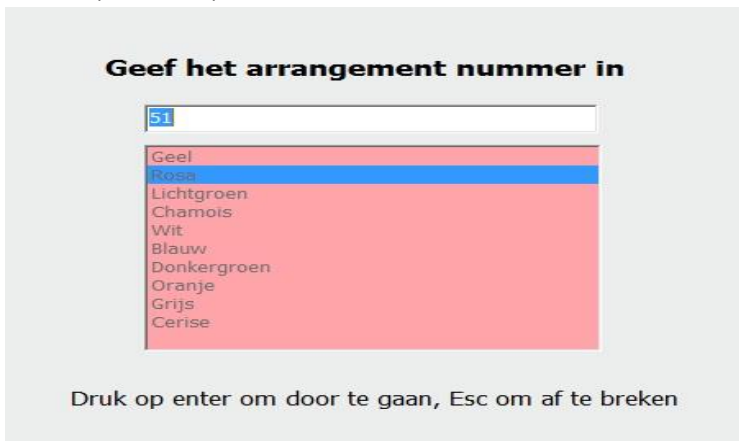 Geef het arrangement nummer in
51
Geel
Rosa
Lichtgroen
Chamois
Wit
Blauw
Donkergroen
Oranje
Grijs
Cerise
Druk op enter om door te gaan, Esc om af te breken